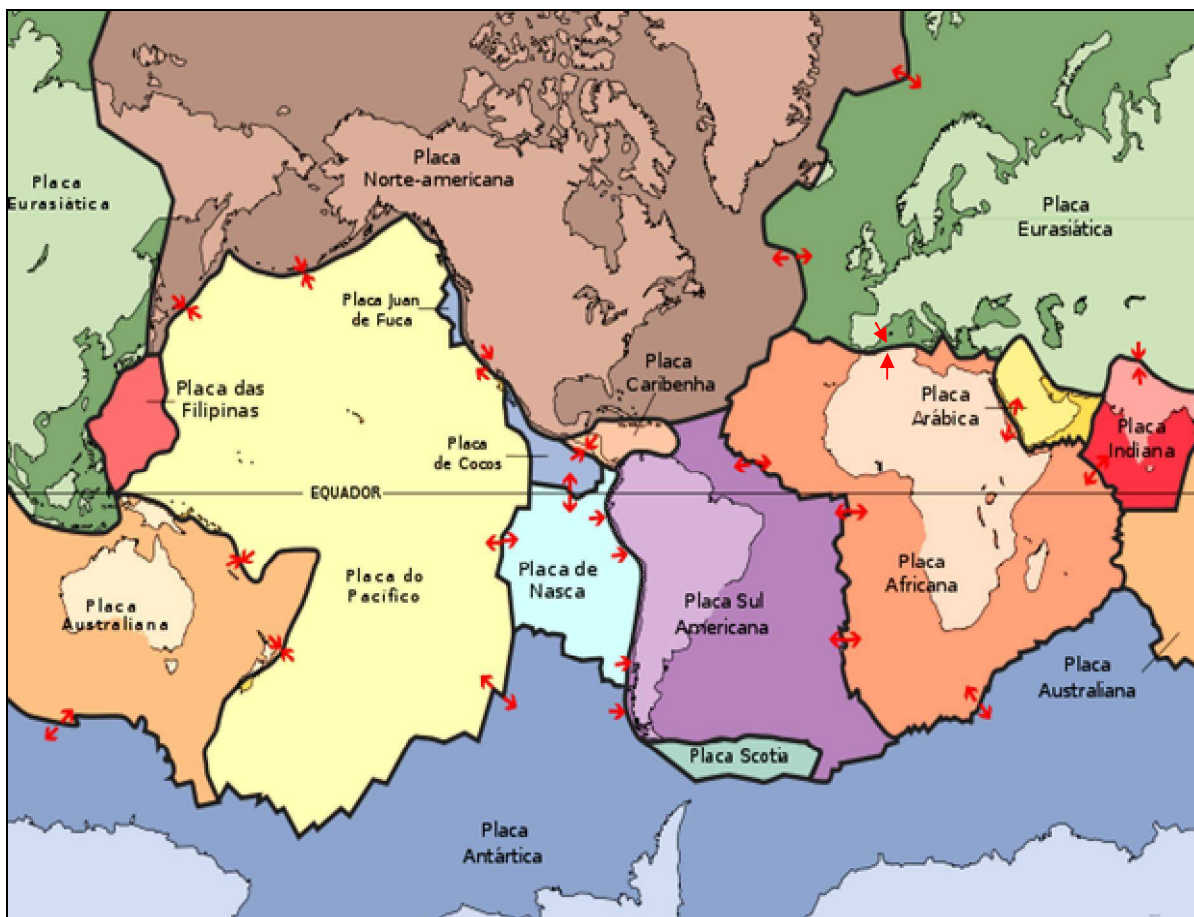 Placa
Norte-americana
Placa
Eurasiática
Placa
Eurasiática
Placa Juan
de Fuca
Placa
Caribenha
Placa das
Filipinas
Placa
Arábica
Placa
Indiana
Placa
de Cocos
EQUADOR
Placa de
Nasca
Placa do
Pacífico
Placa
Africana
Placa
Australiana
Placa Sul
Americana
Placa
Australiana
Placa Scotia
Placa
Antártica